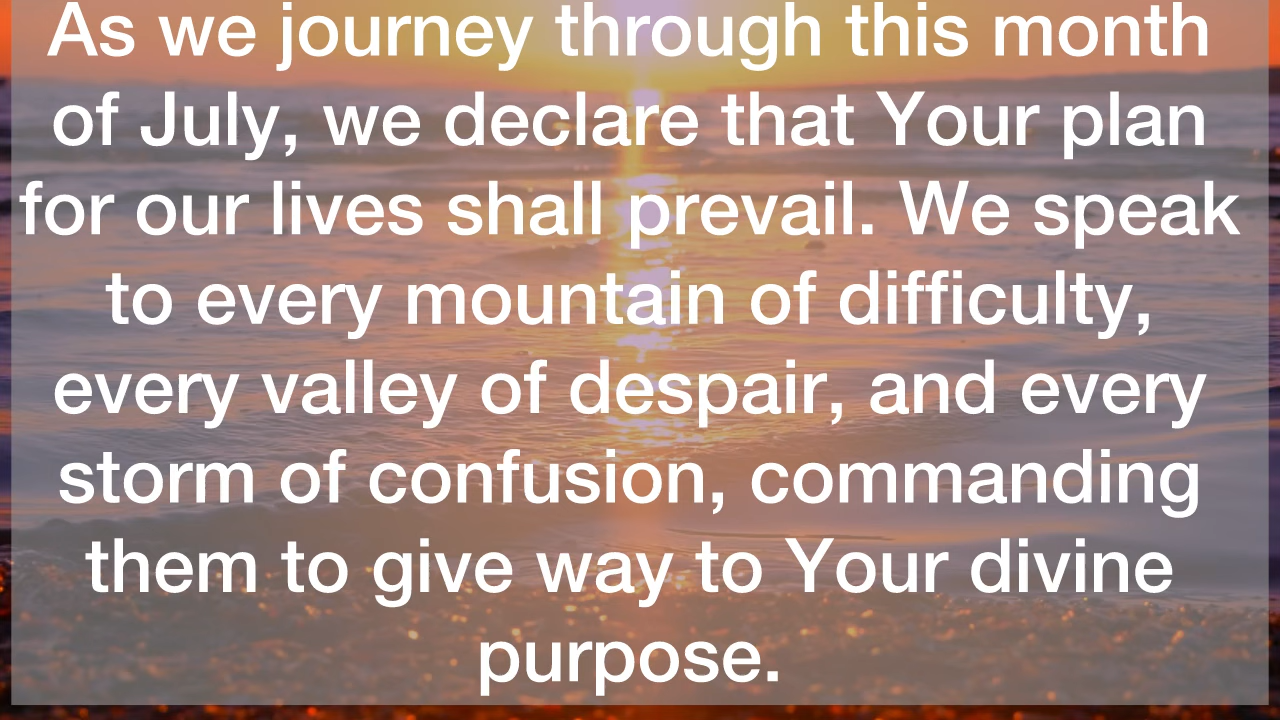 As we journey through this month
of July, we declare that Your plan
for our lives shall prevail. We speak
to every mountain of difficulty,
every valley of despair, and every
storm of confusion, commanding
them to give way to Your divine
purpose.